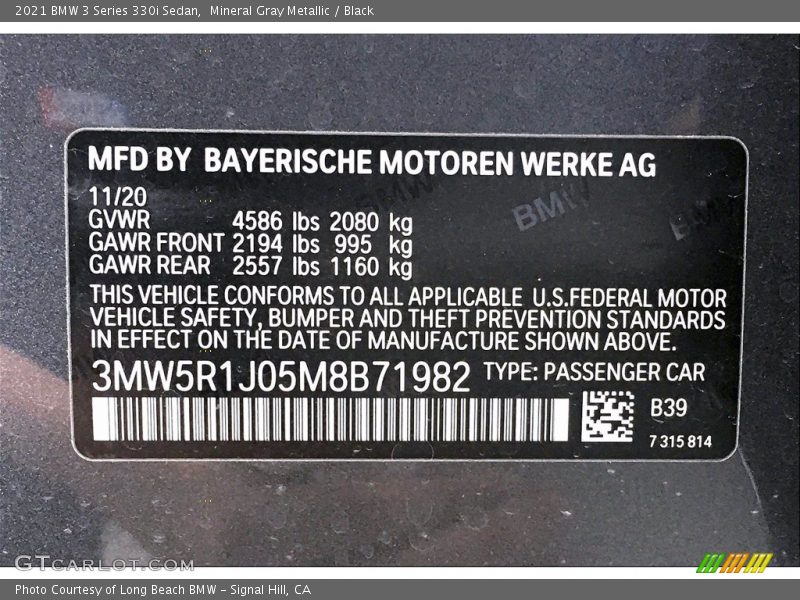 2021 BMW 3 Series 330i Sedan,  Mineral Gray Metallic / Black
MFD BY BAYERISCHE MOTOREN WERKE AG
11/20
GVWR 4586 lbs 2080 kg
GAWR FRONT 2194 lbs 995 kg
GAWR REAR 2557 lbs 1160 kg
THIS VEHICLE CONFORMS TO ALL APPLICABLE U.S.FEDERAL MOTOR
VEHICLE SAFETY, BUMPER AND THEFT PREVENTION STANDARDS
IN EFFECT ON THE DATE OF MANUFACTURE SHOWN ABOVE.
3MW5R1J05M8B71982 TYPE: PASSENGER CAR
B39
7 315 814
GTcarlot.com
Photo Courtesy of Long Beach BMW - Signal Hill, CA